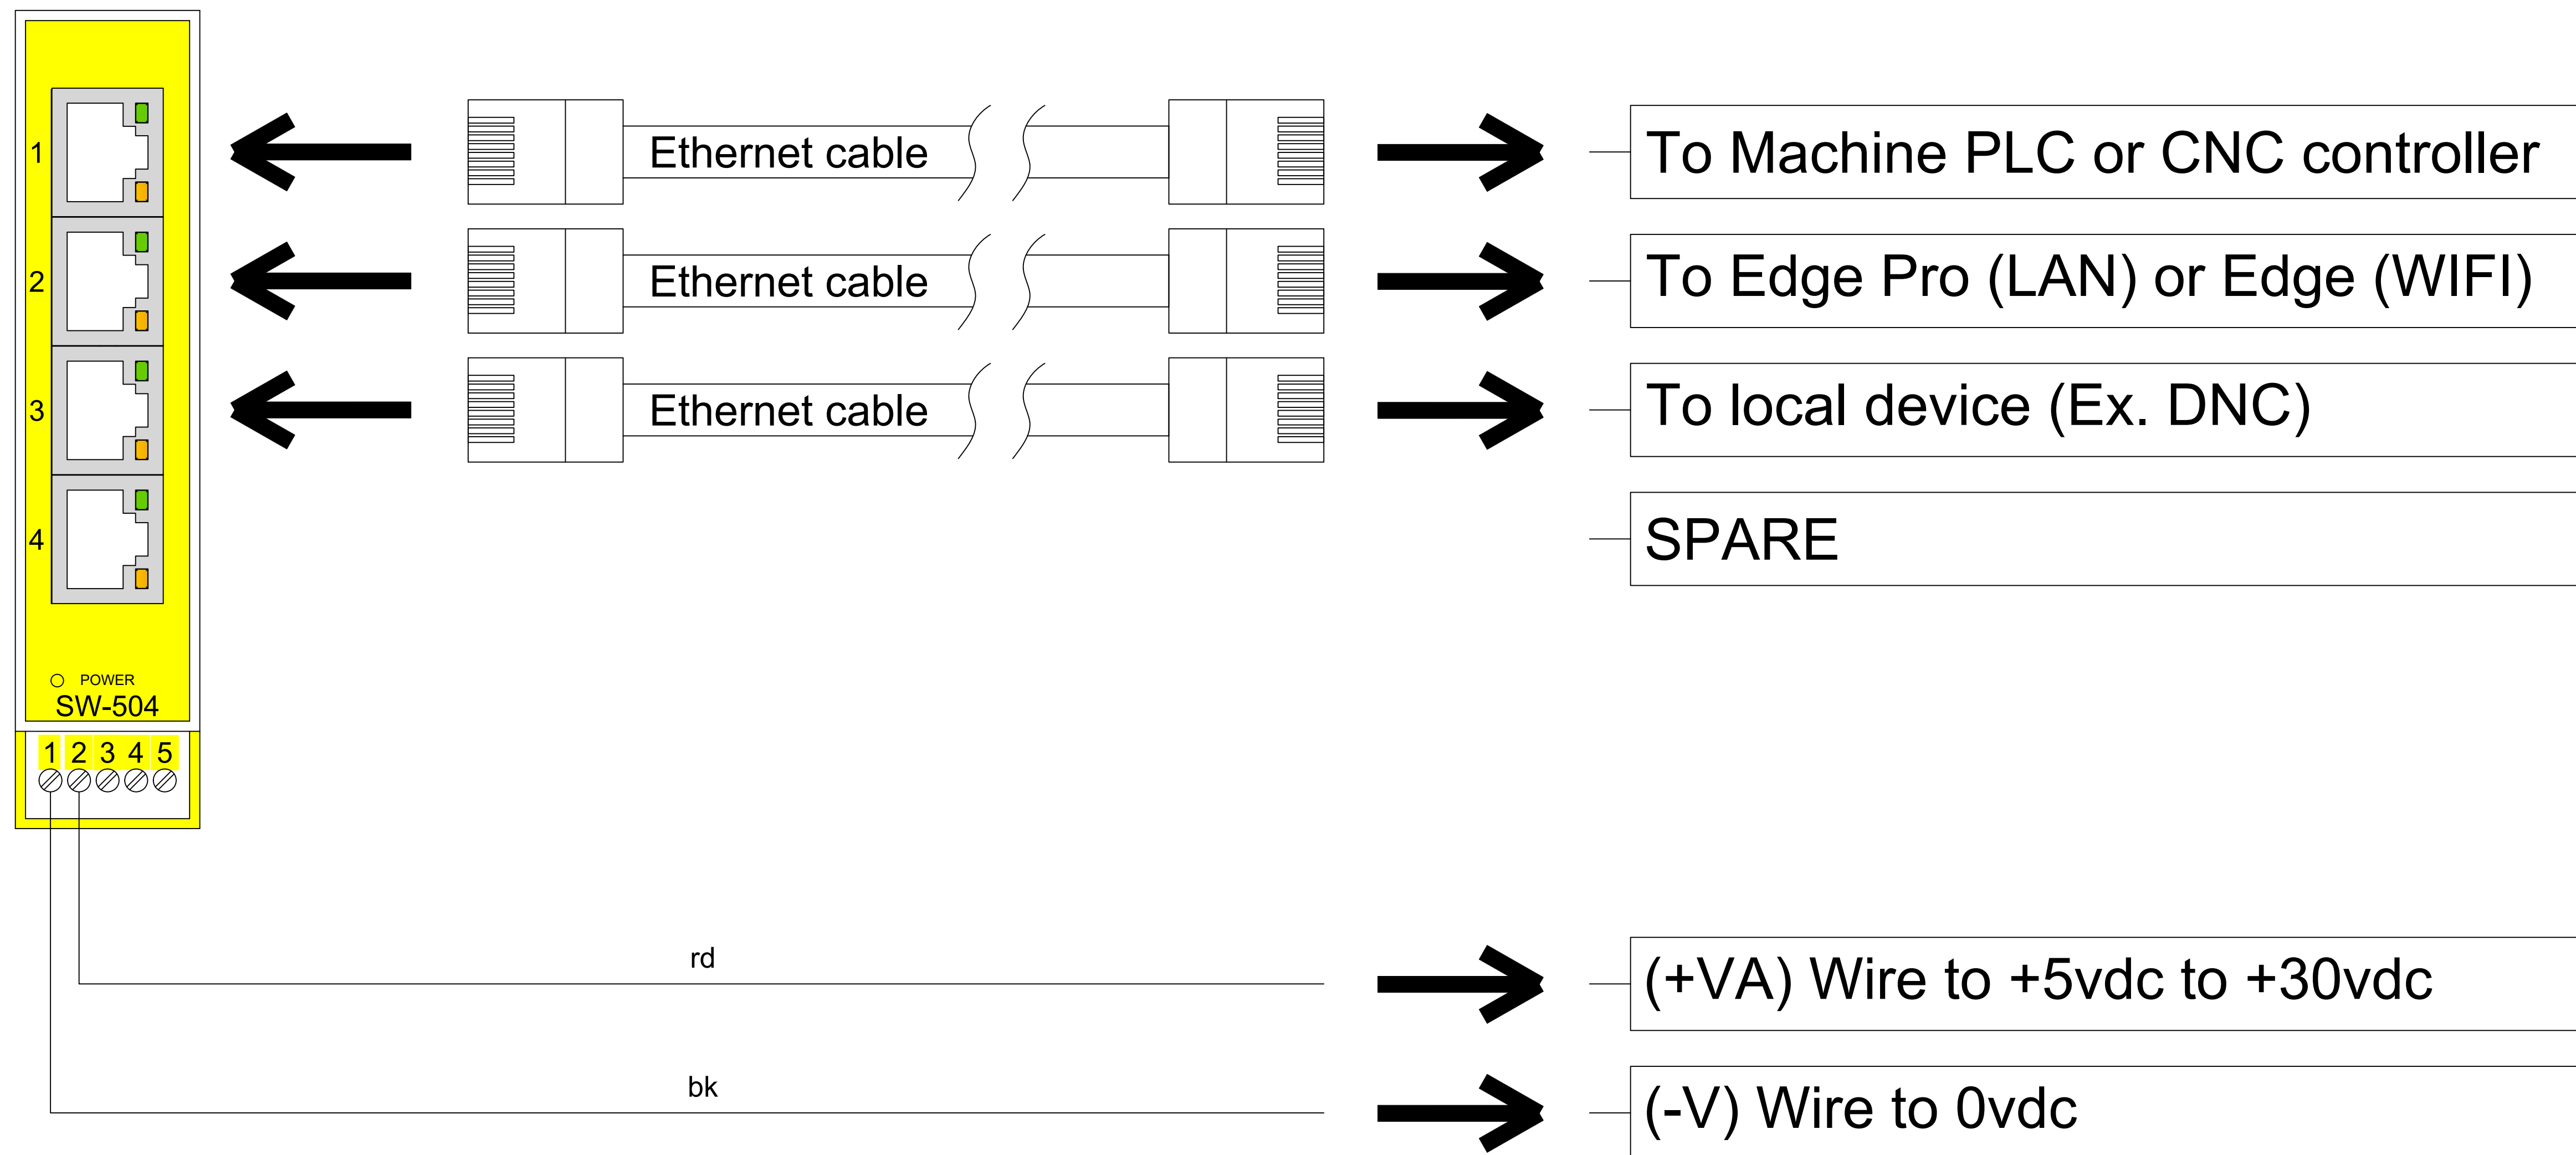 1
Ethernet cable
To Machine PLC or CNC controller
2
Ethernet cable
To Edge Pro (LAN) or Edge (WIFI)
3
Ethernet cable
To local device (Ex. DNC)
4
SPARE
POWER
SW-504
1 2 3 4 5
rd
(+VA) Wire to +5vdc to +30vdc
bk
(-V) Wire to 0vdc